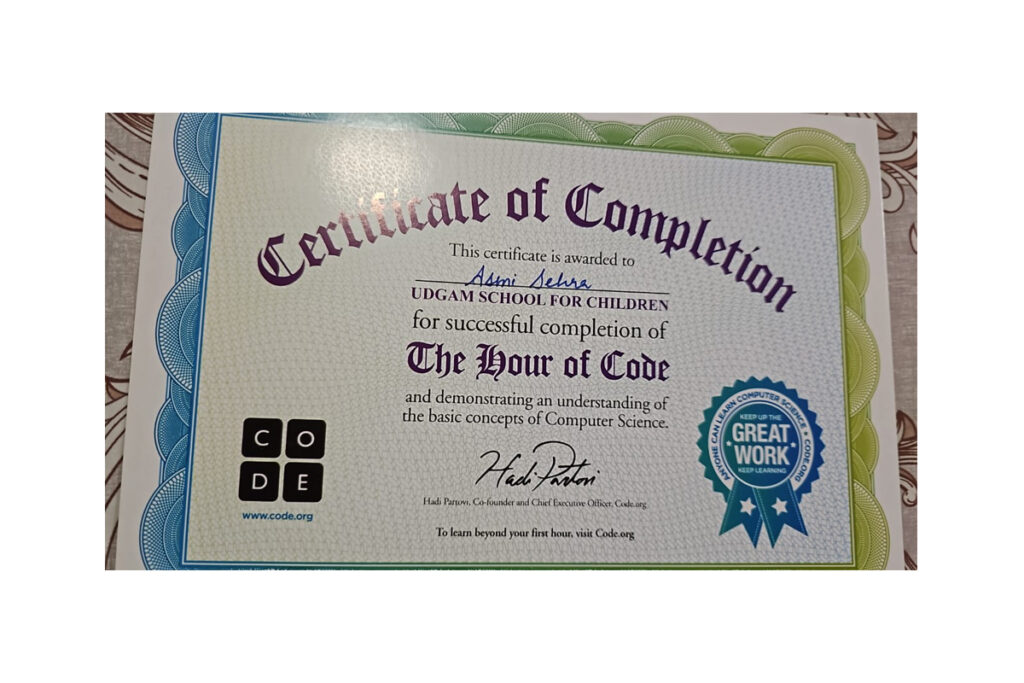 Certificate of Completion
This certificate is awarded to
Asmi Sehra
UDGAM SCHOOL FOR CHILDREN
for successful completion of
The Hour of Code
and demonstrating an understanding of
the basic concepts of Computer Science.
C O
D E
www.code.org
Hadi Partovi
Hadi Partovi, Co-founder and Chief Executive Officer, Code.org
To learn beyond your first hour, visit Code.org
ANYONE CAN LEARN COMPUTER SCIENCE • CODE.ORG
KEEP UP THE
GREAT
WORK
KEEP LEARNING